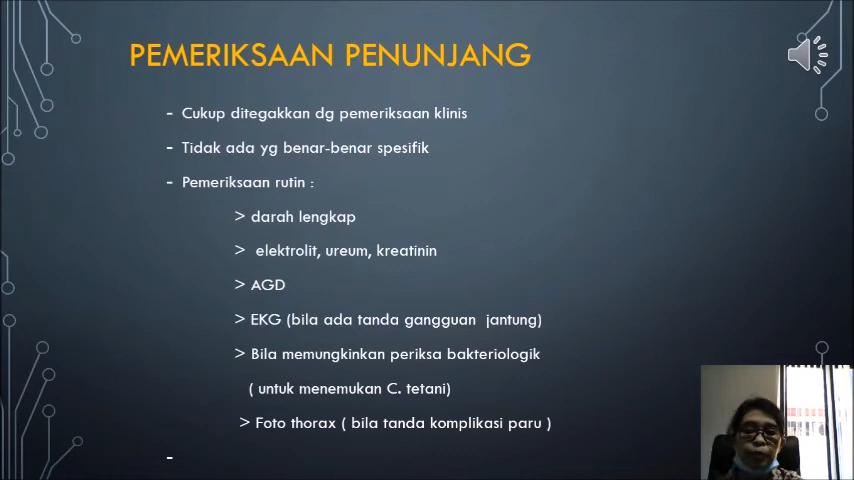 PEMERIKSAAN PENUNJANG
- Cukup ditegakkan dg pemeriksaan klinis
- Tidak ada yg benar-benar spesifik
- Pemeriksaan rutin :
> darah lengkap
> elektrolit, ureum, kreatinin
> AGD
> EKG (bila ada tanda gangguan jantung)
> Bila memungkinkan periksa bakteriologik
( untuk menemukan C. tetani)
> Foto thorax ( bila tanda komplikasi paru )
-